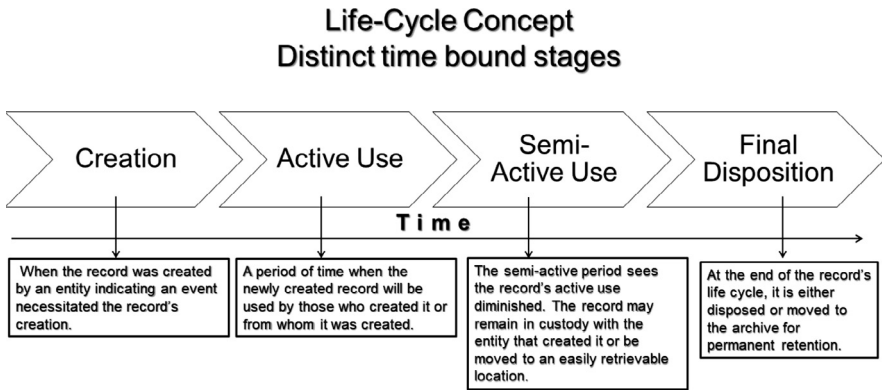 Life-Cycle Concept
Distinct time bound stages
Creation
Active Use
Semi-
Active Use
Final
Disposition
Time
When the record was created
by an entity indicating an event
necessitated the record's
creation.
A period of time when the
newly created record will be
used by those who created it or
from whom it was created.
The semi-active period sees
the record's active use
diminished. The record may
remain in custody with the
entity that created it or be
moved to an easily retrievable
location.
At the end of the record's
life cycle, it is either
disposed or moved to
the archive for
permanent retention.